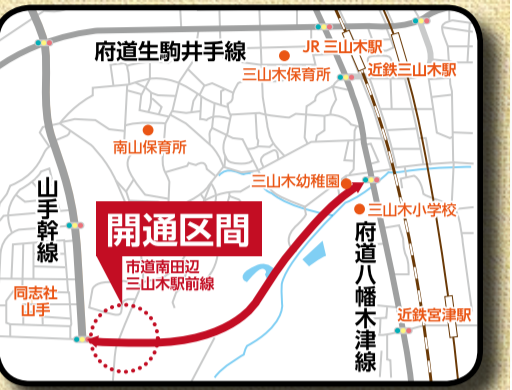 府道生駒井手線
JR 三山木駅
三山木保育所
近鉄三山木駅
南山保育所
三山木幼稚園
三山木小学校
山手幹線
開通区間
市道南田辺
三山木駅前線
府道八幡木津線
同志社
山手
近鉄宮津駅